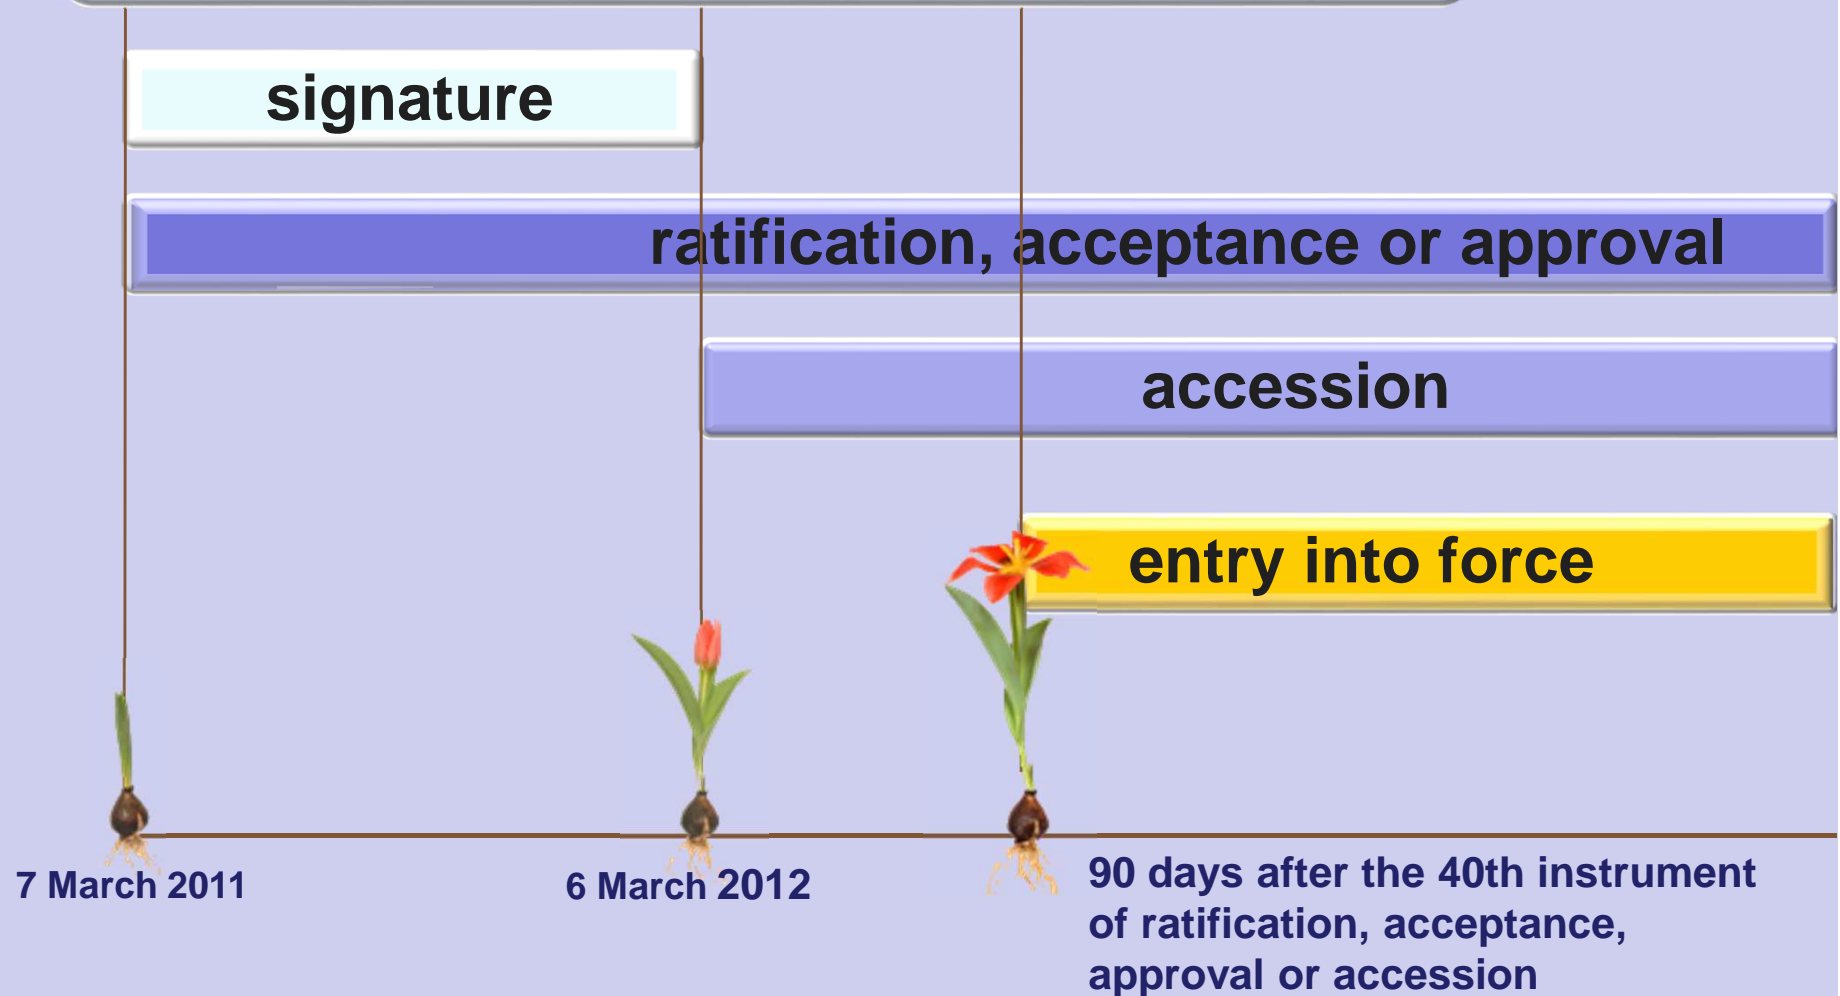 signature
ratification, acceptance or approval
accession
entry into force
7 March 2011
6 March 2012
90 days after the 40th instrument
of ratification, acceptance,
approval or accession